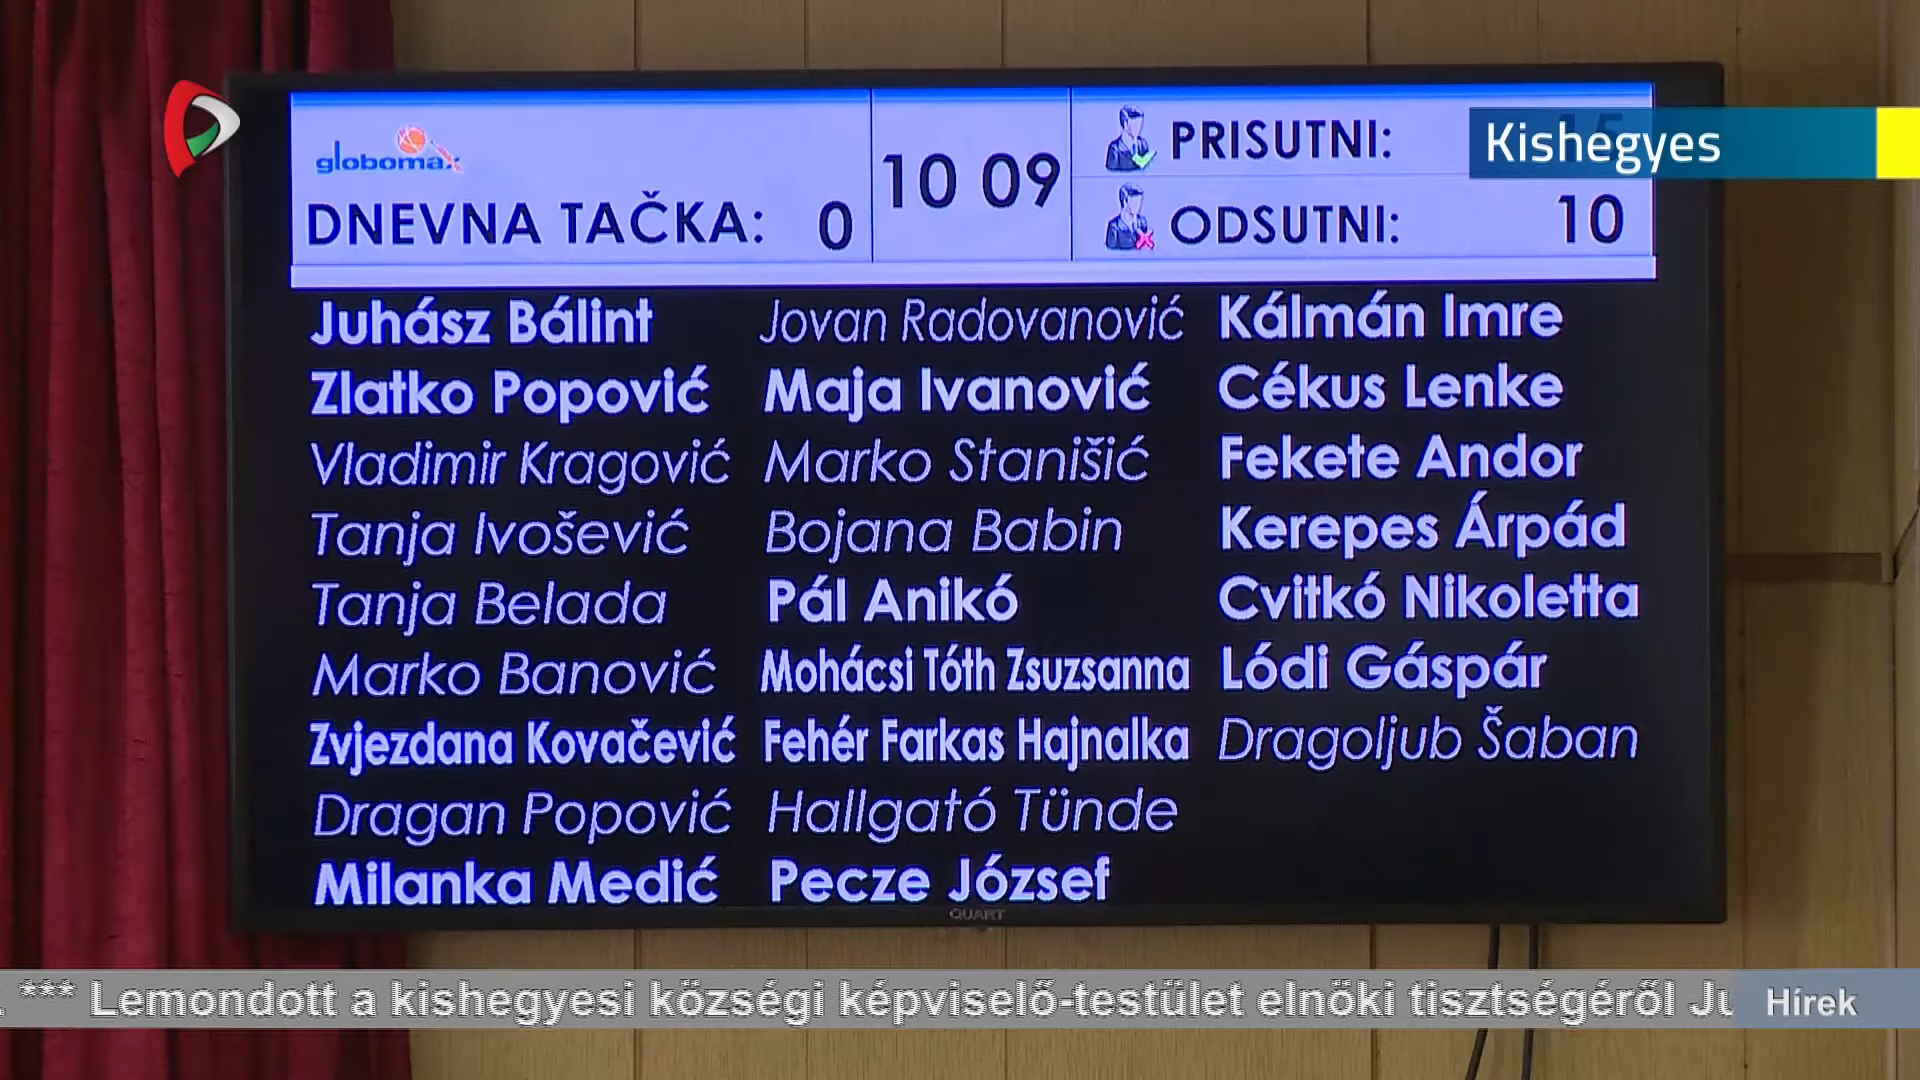 globomax
DNEVNA TAČKA: 0
10 09
PRISUTNI: 15
ODSUTNI: 10
Kishegyes
Juhász Bálint
Zlatko Popović
Vladimir Kragović
Tanja Ivošević
Tanja Belada
Marko Banović
Zvjezdana Kovačević
Dragan Popović
Milanka Medić
Jovan Radovanović
Maja Ivanović
Marko Stanišić
Bojana Babin
Pál Anikó
Mohácsi Tóth Zsuzsanna
Fehér Farkas Hajnalka
Hallgató Tünde
Pecze József
Kálmán Imre
Cékus Lenke
Fekete Andor
Kerepes Árpád
Cvitkó Nikoletta
Lódi Gáspár
Dragoljub Šaban
QUART
*** Lemondott a kishegyesi községi képviselő-testület elnöki tisztségéről Ju
Hírek